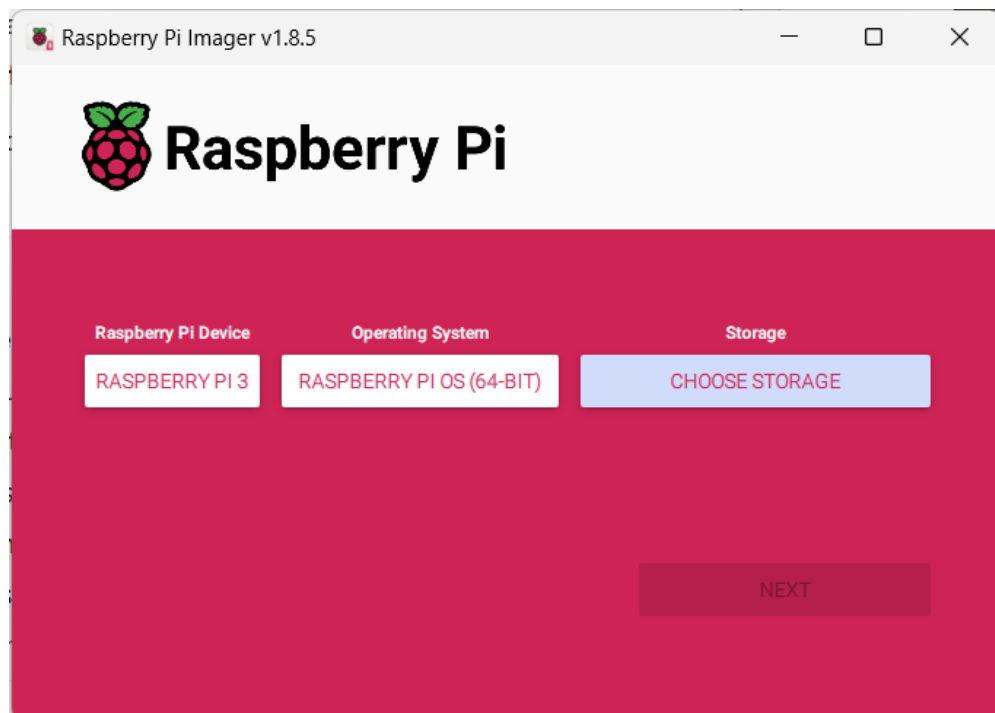 Raspberry Pi Imager v1.8.5
Raspberry Pi
Raspberry Pi Device
Operating System
Storage
RASPBERRY PI 3
RASPBERRY PI OS (64-BIT)
CHOOSE STORAGE
NEXT